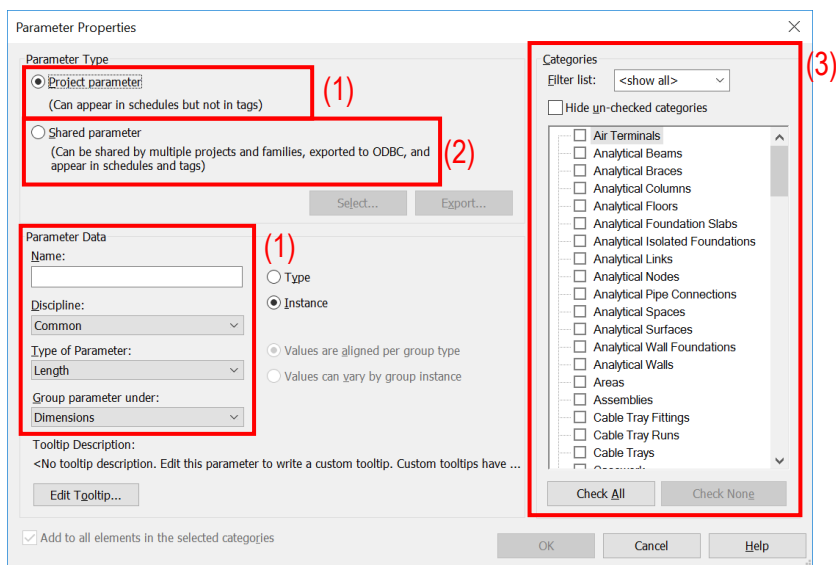 Parameter Properties
Parameter Type
Project parameter
(Can appear in schedules but not in tags)
(1)
Shared parameter
(Can be shared by multiple projects and families, exported to ODBC, and
appear in schedules and tags)
(2)
Select...
Export...
Parameter Data
(1)
Name:
Type
Instance
Discipline:
Common
Type of Parameter:
Length
Values are aligned per group type
Values can vary by group instance
Group parameter under:
Dimensions
Tooltip Description:
<No tooltip description. Edit this parameter to write a custom tooltip. Custom tooltips have ...
Edit Tooltip...
Add to all elements in the selected categories
Categories
(3)
Filter list:
<show all>
Hide un-checked categories
Air Terminals
Analytical Beams
Analytical Braces
Analytical Columns
Analytical Floors
Analytical Foundation Slabs
Analytical Isolated Foundations
Analytical Links
Analytical Nodes
Analytical Pipe Connections
Analytical Spaces
Analytical Surfaces
Analytical Wall Foundations
Analytical Walls
Areas
Assemblies
Cable Tray Fittings
Cable Tray Runs
Cable Trays
Check All
Check None
OK
Cancel
Help